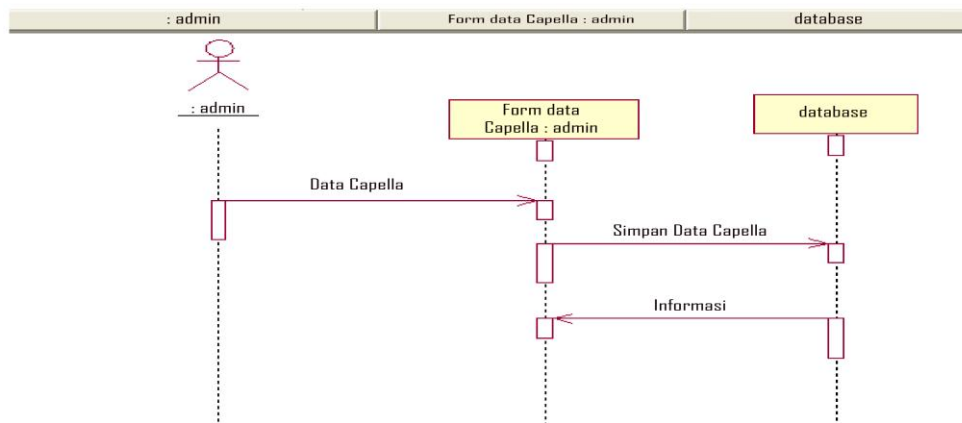 : admin
Form data Capella : admin
database
: admin
Form data
Capella : admin
database
Data Capella
Simpan Data Capella
Informasi